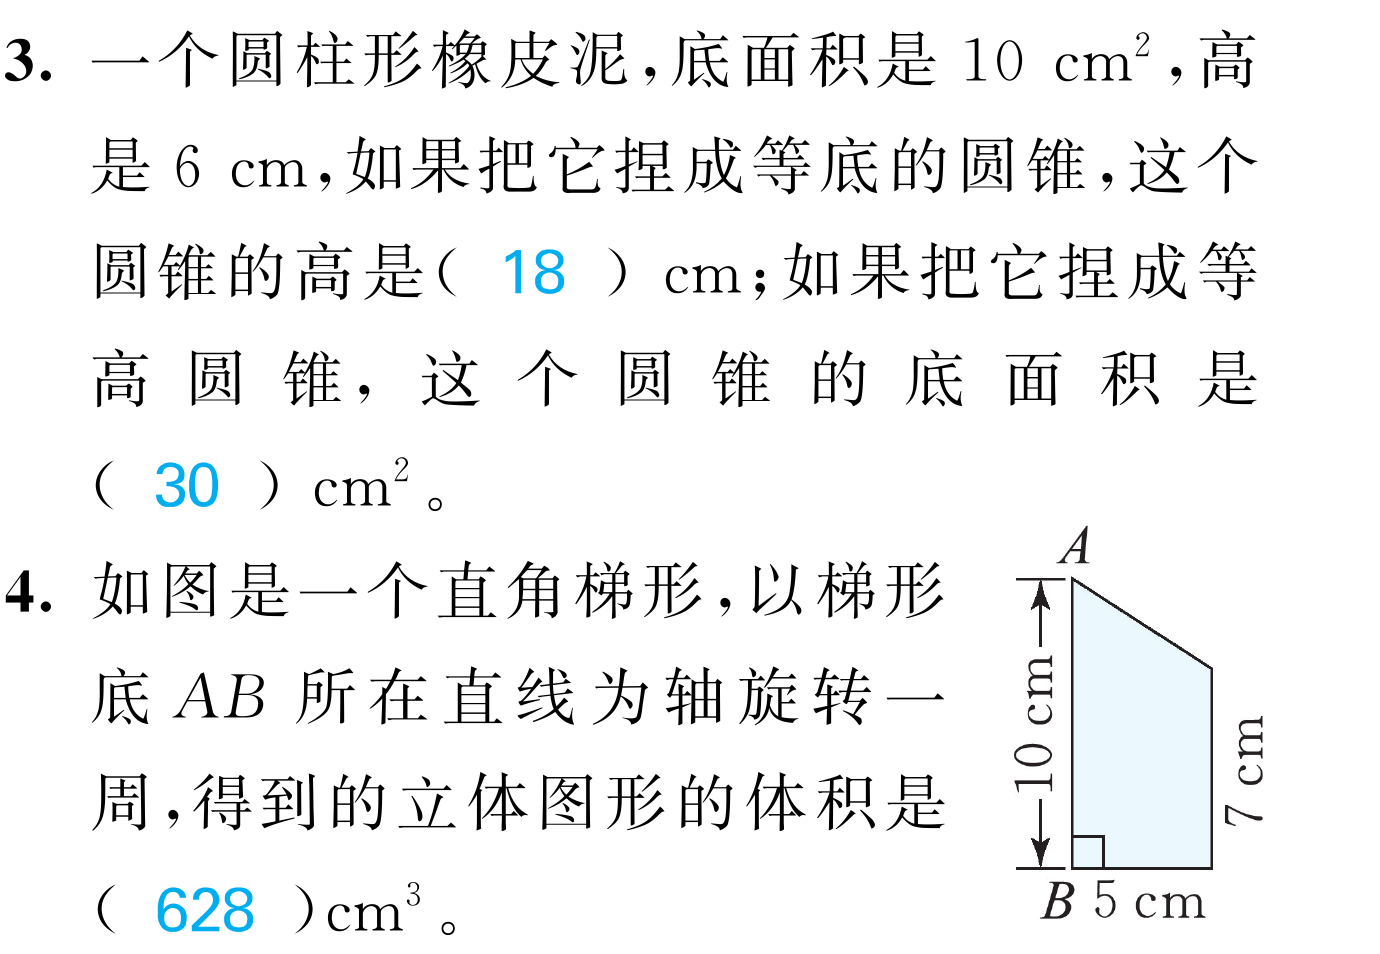 3. 一个圆柱形橡皮泥,底面积是 10 cm²,高
是 6 cm,如果把它捏成等底的圆锥,这个
圆锥的高是( 18 ) cm;如果把它捏成等
高圆锥,这个圆锥的底面积是
( 30 ) cm²。
4. 如图是一个直角梯形,以梯形
底 AB 所在直线为轴旋转一
周,得到的立体图形的体积是
( 628 )cm³。
A
10 cm
7 cm
B 5 cm